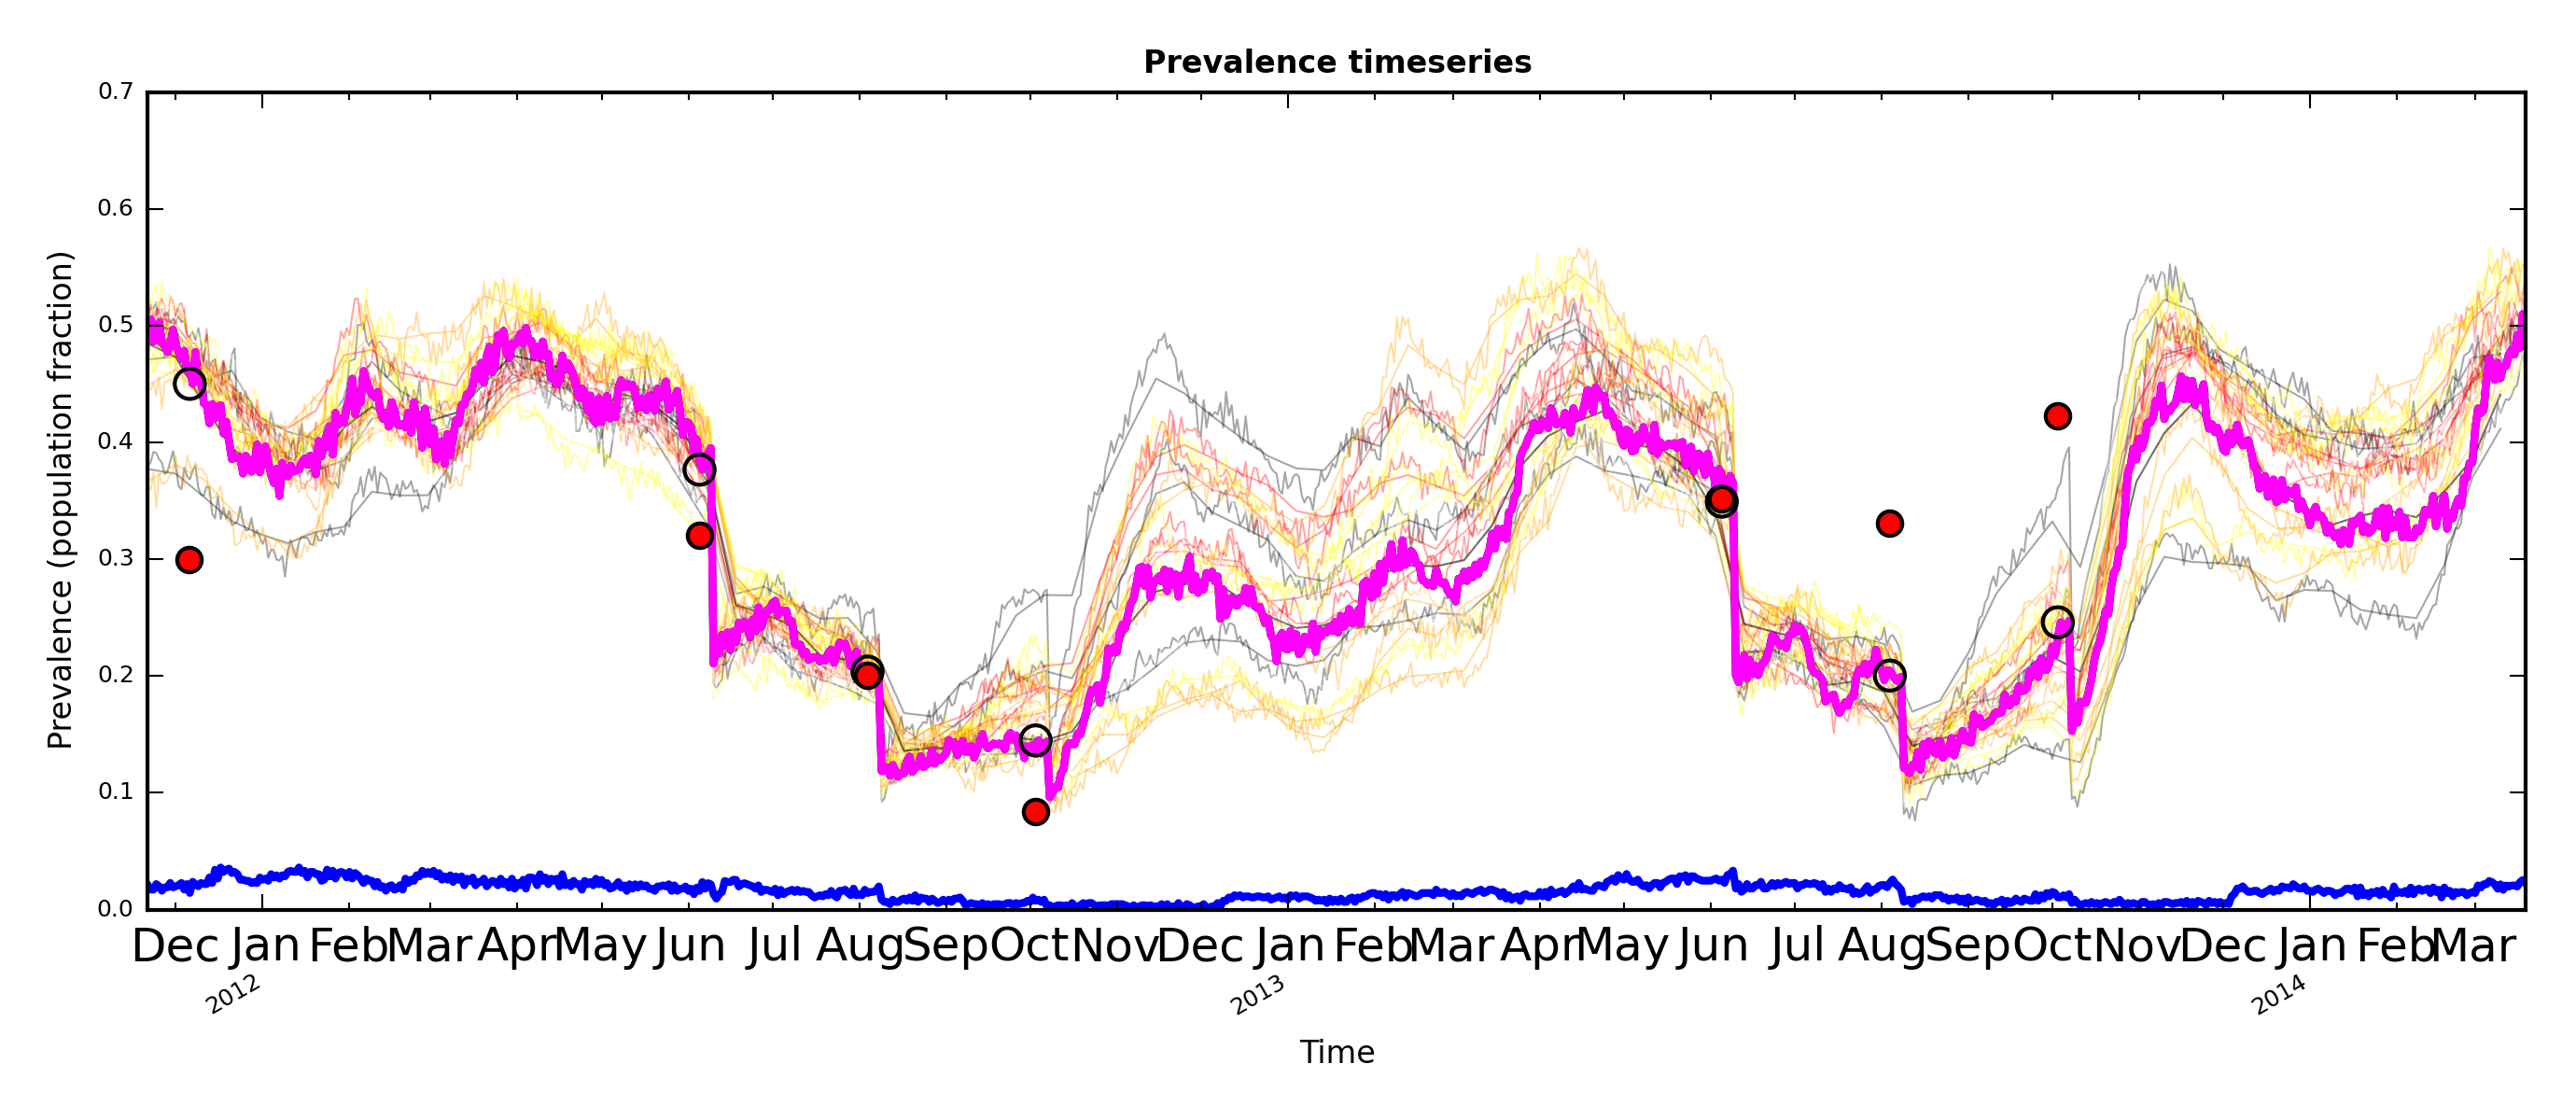 Prevalence timeseries
Prevalence (population fraction)
0.7
0.6
0.5
0.4
0.3
0.2
0.1
0.0
Dec Jan Feb Mar Apr May Jun Jul Aug Sep Oct Nov Dec Jan Feb Mar Apr May Jun Jul Aug Sep Oct Nov Dec Jan Feb Mar
2012 2013 2014
Time